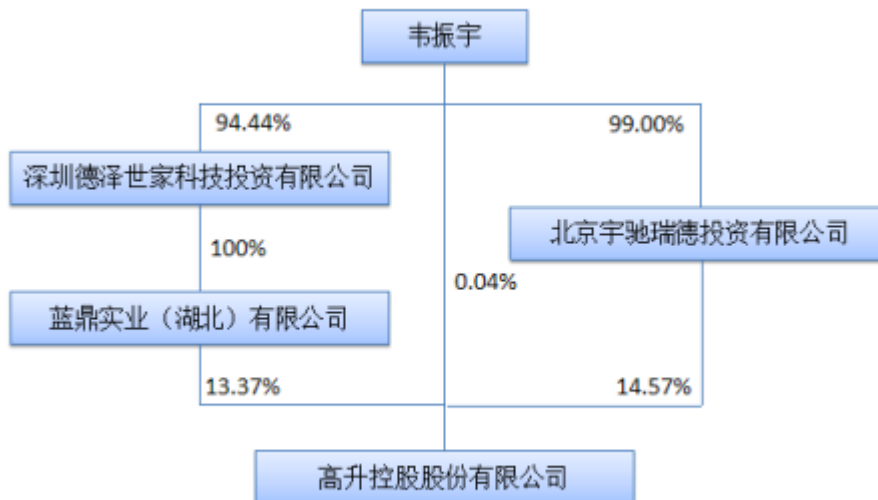 韦振宇
94.44%
99.00%
深圳德泽世家科技投资有限公司
北京宇驰瑞德投资有限公司
100%
0.04%
蓝鼎实业（湖北）有限公司
13.37%
14.57%
高升控股股份有限公司